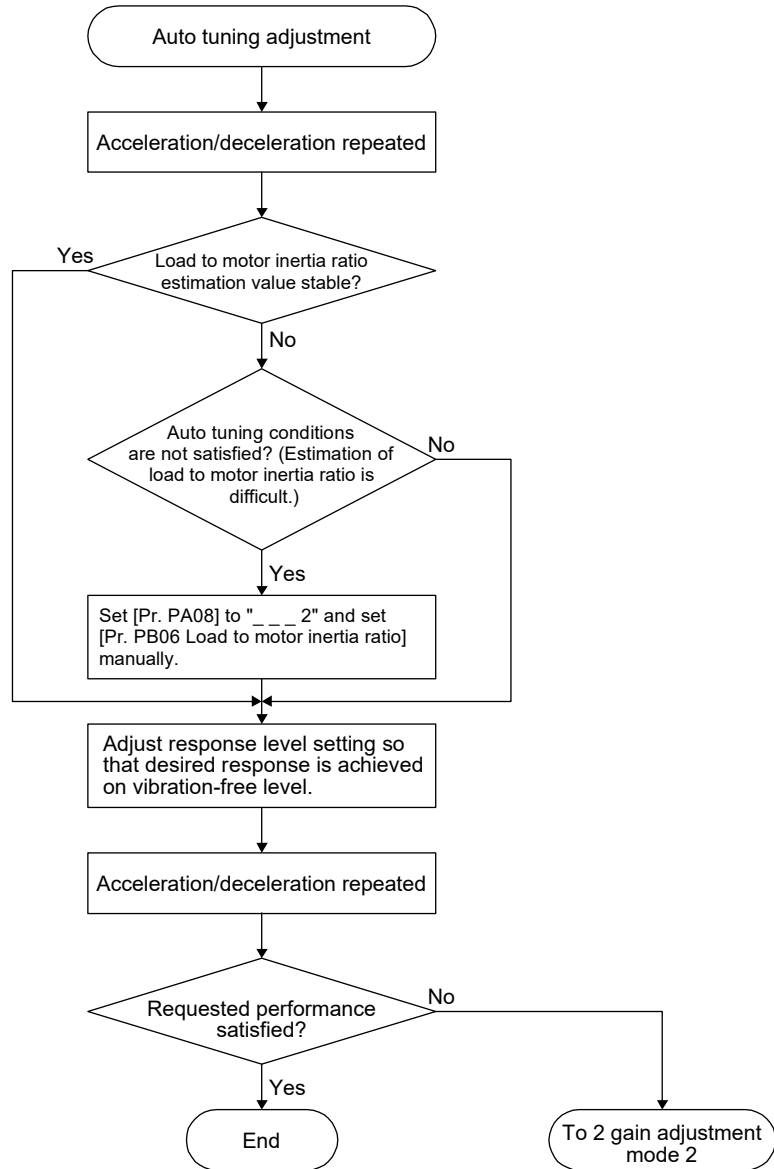 Auto tuning adjustment
Acceleration/deceleration repeated
Yes
Load to motor inertia ratio
estimation value stable?
No
Auto tuning conditions
are not satisfied? (Estimation of
load to motor inertia ratio is
difficult.)
No
Yes
Set [Pr. PA08] to "_ _ _ 2" and set
[Pr. PB06 Load to motor inertia ratio]
manually.
Adjust response level setting so
that desired response is achieved
on vibration-free level.
Acceleration/deceleration repeated
Requested performance
satisfied?
No
Yes
End
To 2 gain adjustment
mode 2